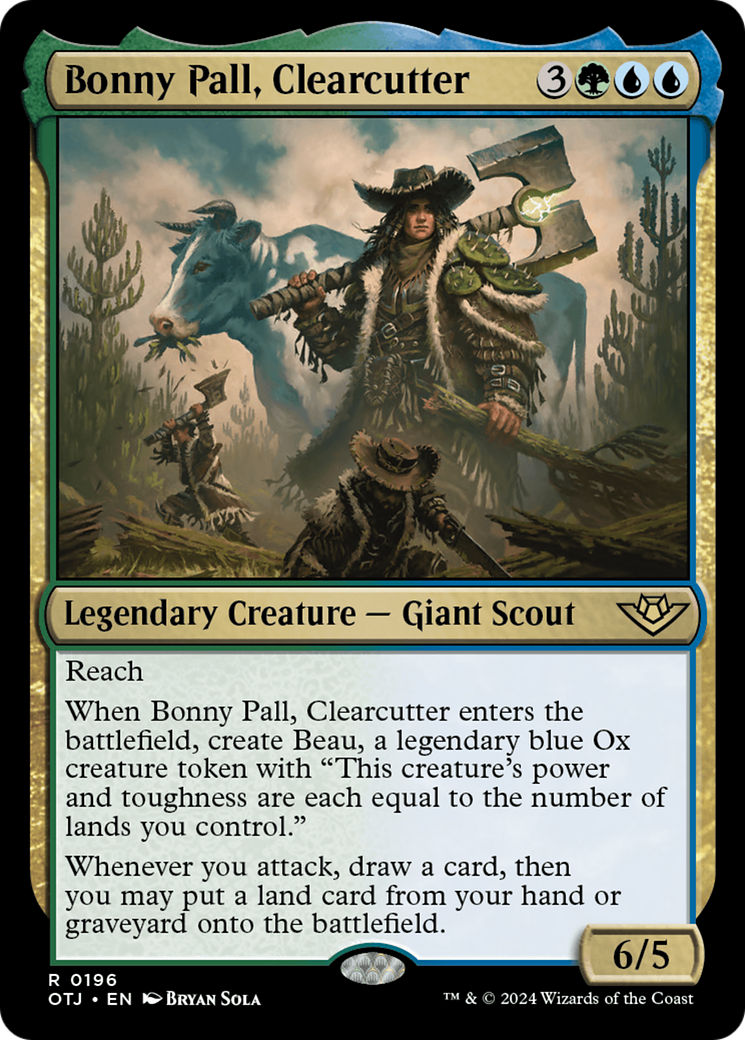 Bonny Pall, Clearcutter 3
Legendary Creature — Giant Scout
Reach
When Bonny Pall, Clearcutter enters the
battlefield, create Beau, a legendary blue Ox
creature token with “This creature’s power
and toughness are each equal to the number of
lands you control.”
Whenever you attack, draw a card, then
you may put a land card from your hand or
graveyard onto the battlefield.
6/5
R 0196
OTJ • EN Bryan Sola
™ & © 2024 Wizards of the Coast